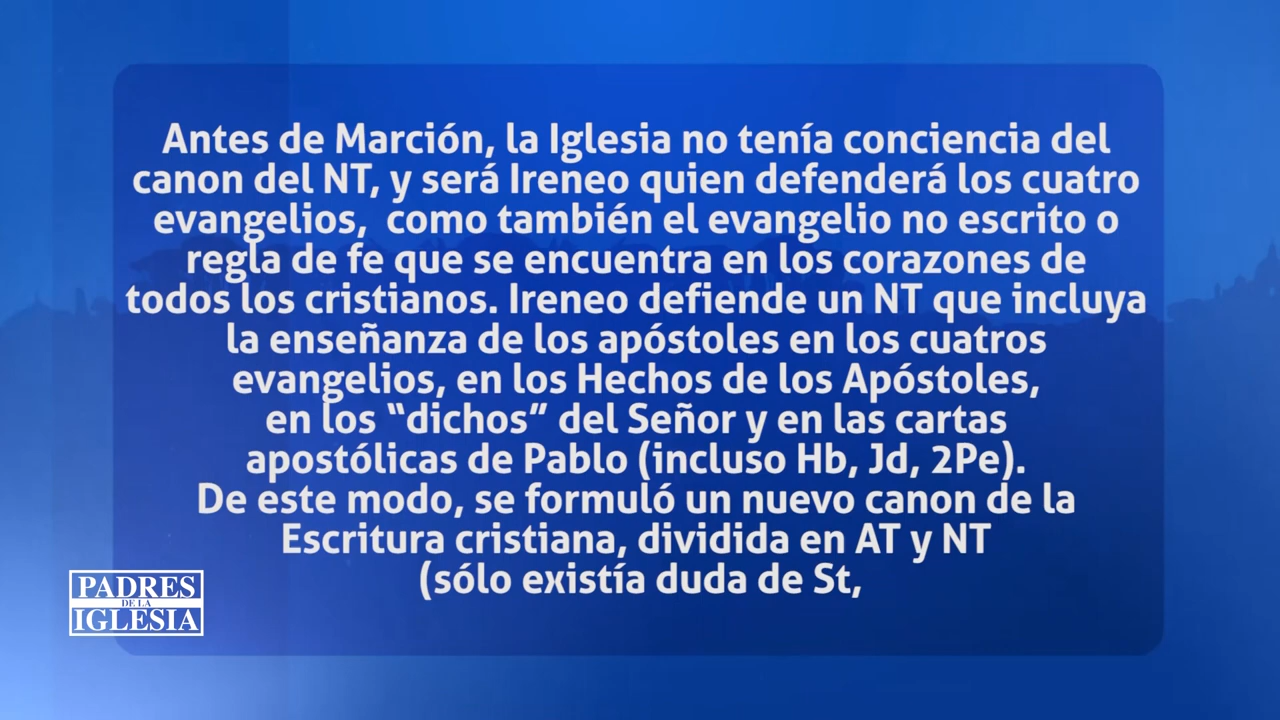 Antes de Marción, la Iglesia no tenía conciencia del
canon del NT, y será Ireneo quien defenderá los cuatro
evangelios,  como también el evangelio no escrito o
regla de fe que se encuentra en los corazones de
todos los cristianos. Ireneo defiende un NT que incluya
la enseñanza de los apóstoles en los cuatros
evangelios, en los Hechos de los Apóstoles,
en los “dichos” del Señor y en las cartas
apostólicas de Pablo (incluso Hb, Jd, 2Pe).
De este modo, se formuló un nuevo canon de la
Escritura cristiana, dividida en AT y NT
(sólo existía duda de St,
PADRES
DE LA
IGLESIA